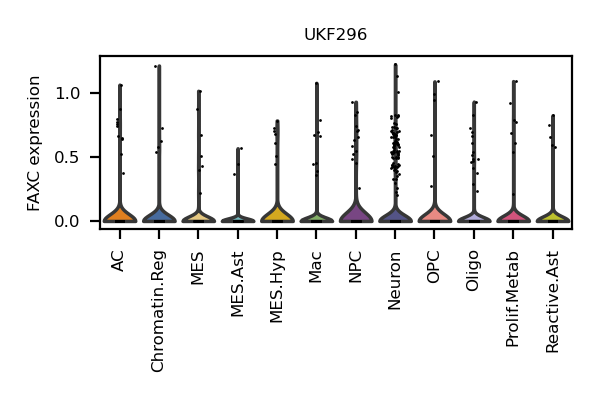 UKF296
FAXC expression
1.0
0.5
0.0
AC
Chromatin.Reg
MES
MES.Ast
MES.Hyp
Mac
NPC
Neuron
OPC
Oligo
Prolif.Metab
Reactive.Ast